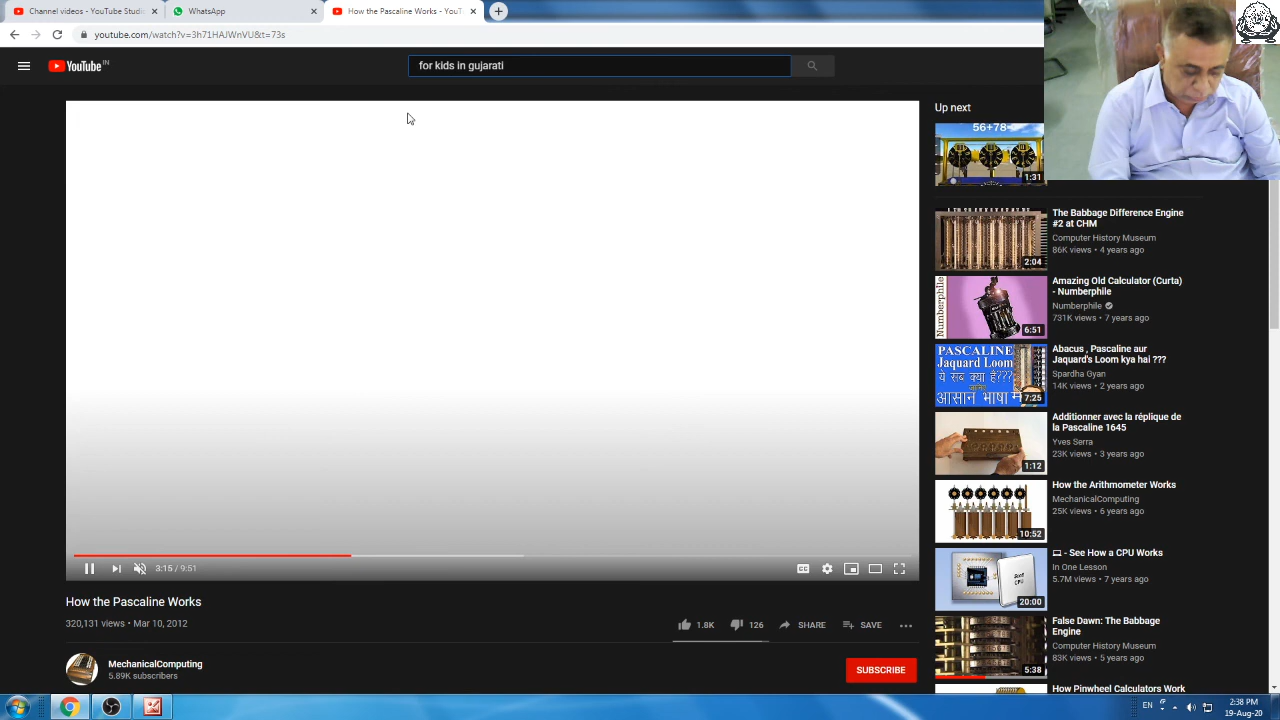 Channel videos - YouTube Studi
WhatsApp
How the Pascaline Works - YouT
youtube.com/watch?v=3h71HAJWnVU&t=73s
YouTube IN
for kids in gujarati
Up next
56+78=
1:31
The Babbage Difference Engine
#2 at CHM
Computer History Museum
86K views • 4 years ago
2:04
Amazing Old Calculator (Curta)
- Numberphile
Numberphile
731K views • 7 years ago
Numberphile
6:51
Abacus , Pascaline aur
Jaquard's Loom kya hai ???
Spardha Gyan
14K views • 2 years ago
PASCALINE
Jaquard Loom
ये सब क्या है???
आसान भाषा में
7:25
Additionner avec la réplique de
la Pascaline 1645
Yves Serra
23K views • 3 years ago
1:12
How the Arithmometer Works
MechanicalComputing
25K views • 6 years ago
10:52
- See How a CPU Works
In One Lesson
5.7M views • 7 years ago
CPU
20:00
False Dawn: The Babbage
Engine
Computer History Museum
83K views • 5 years ago
5:38
How Pinwheel Calculators Work
3:15 / 9:51
CC
How the Pascaline Works
320,131 views • Mar 10, 2012
1.8K
126
SHARE
SAVE
MechanicalComputing
5.89K subscribers
SUBSCRIBE
EN
2:38 PM
19-Aug-20